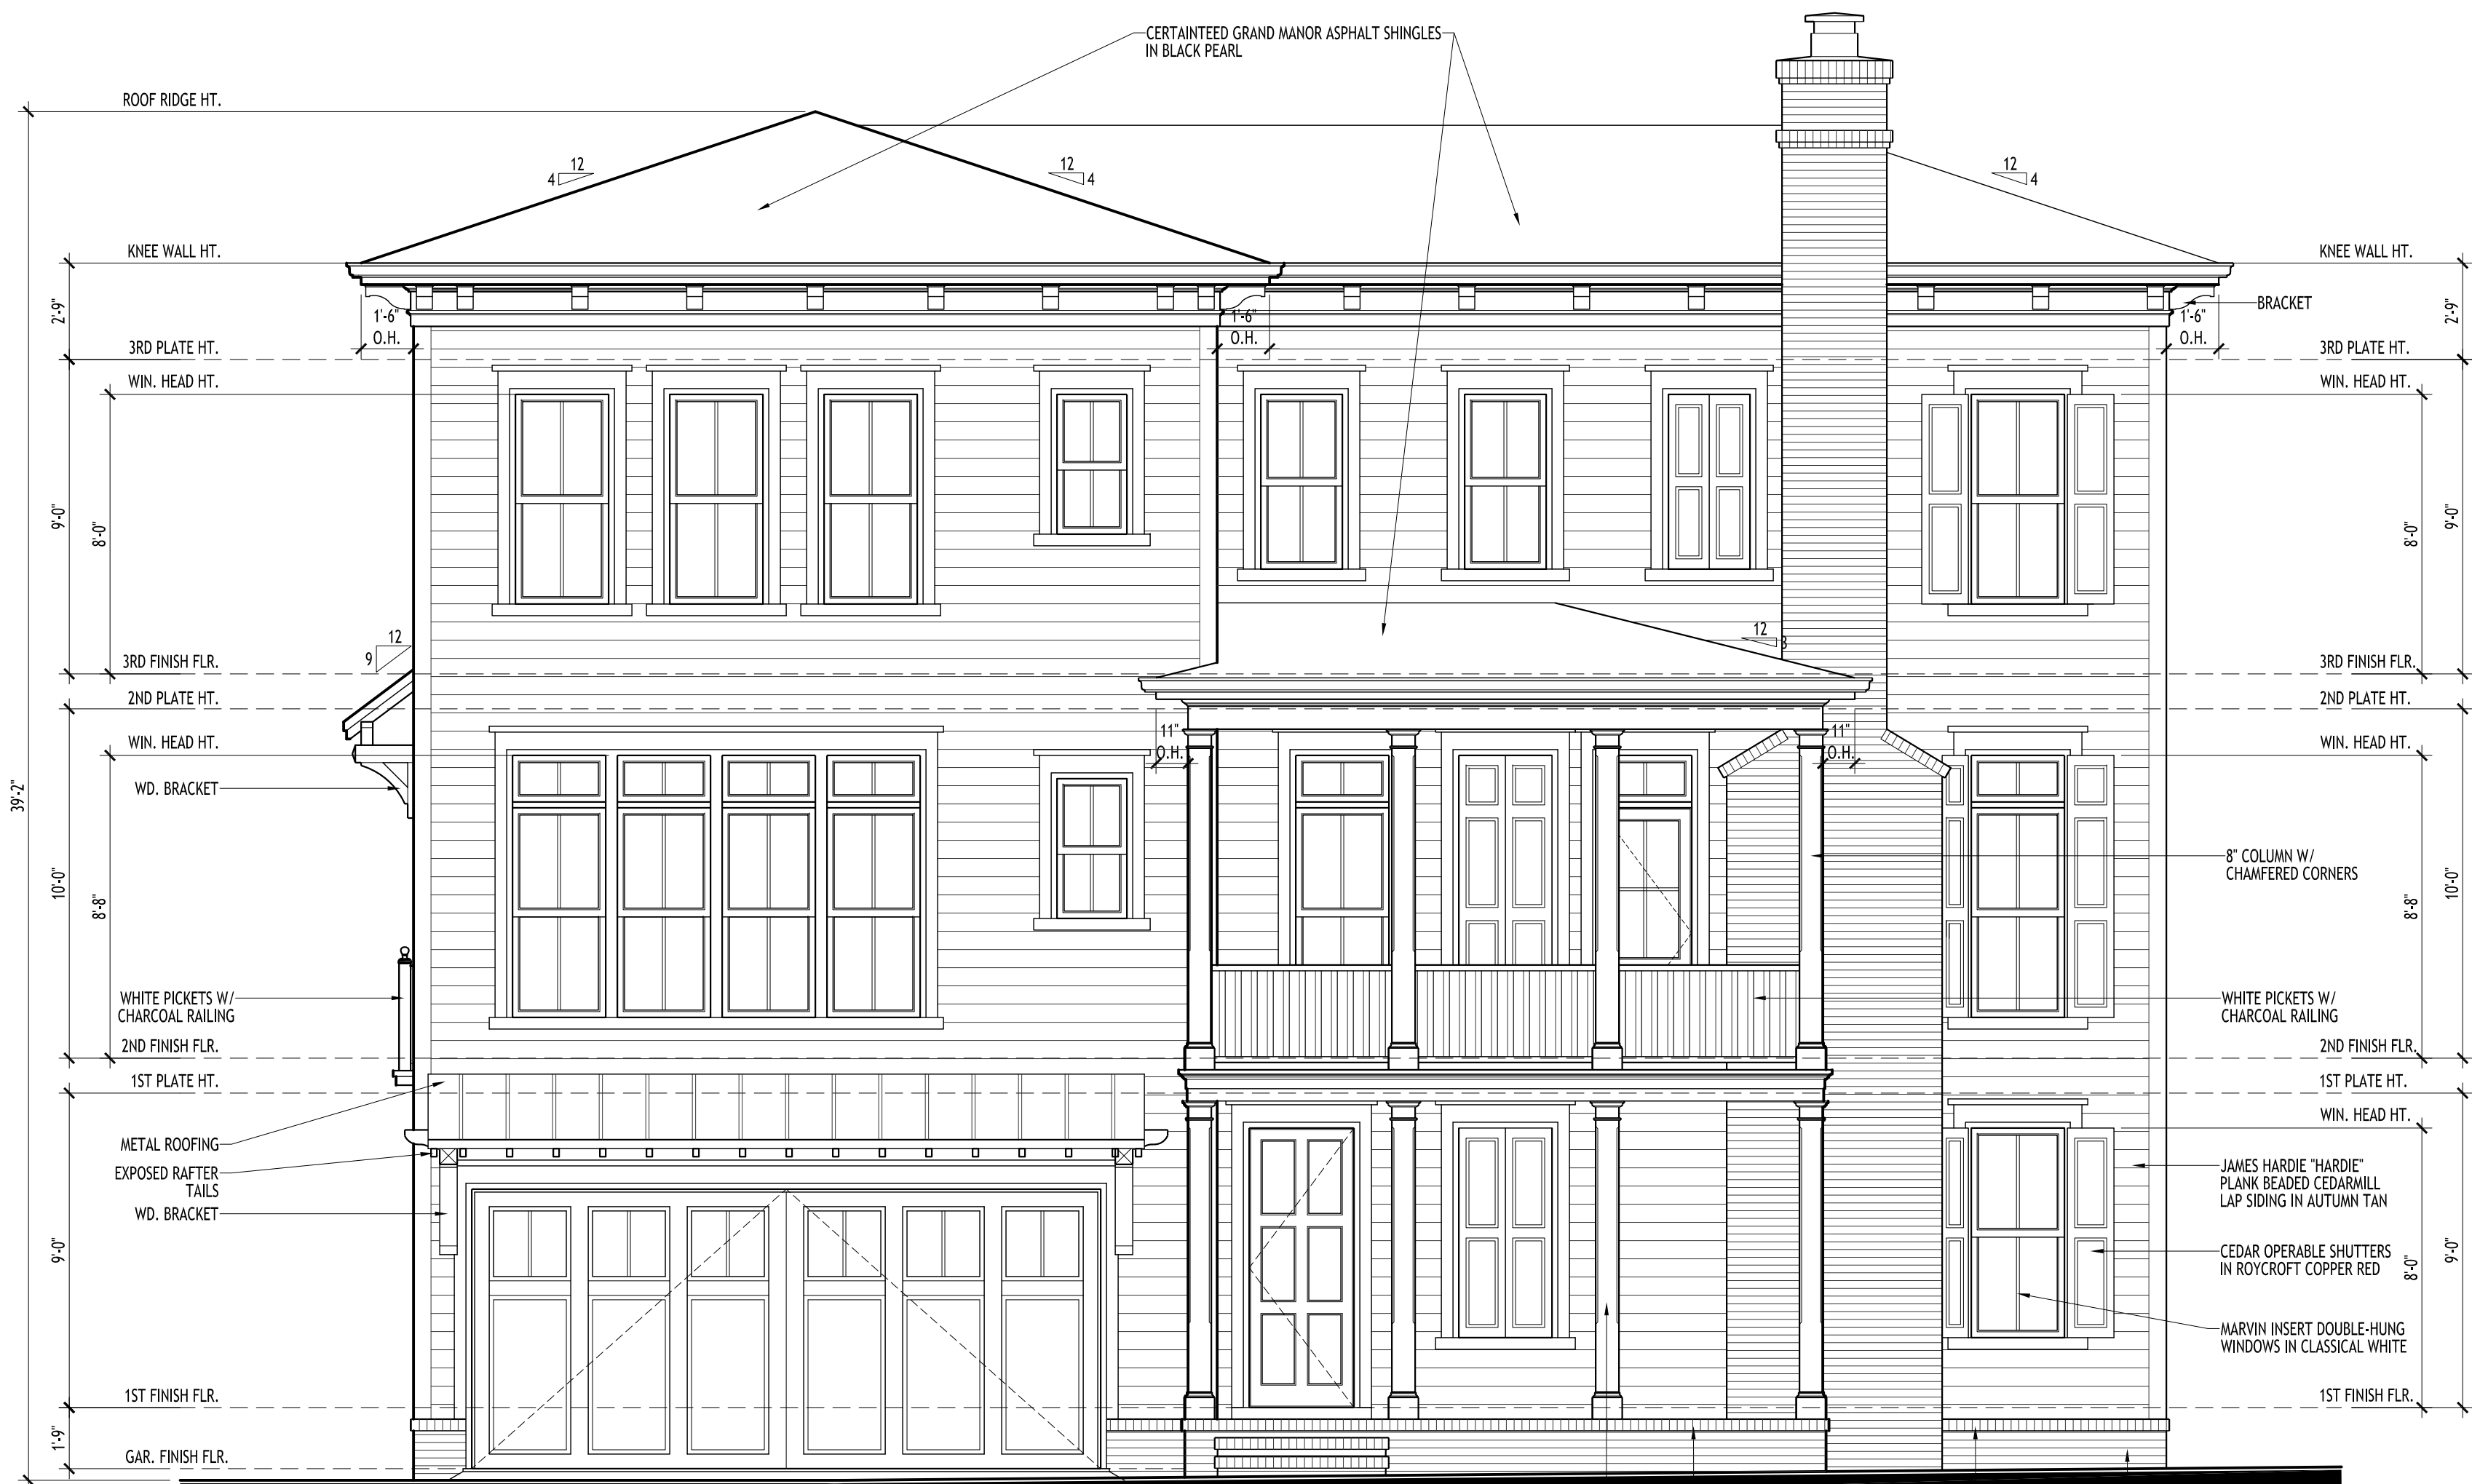 CERTAINTEED GRAND MANOR ASPHALT SHINGLES
IN BLACK PEARL
ROOF RIDGE HT.
12
4
12
4
12
4
KNEE WALL HT.
KNEE WALL HT.
2'-9"
1'-6"
O.H.
1'-6"
O.H.
BRACKET
1'-6"
O.H.
2'-9"
3RD PLATE HT.
3RD PLATE HT.
WIN. HEAD HT.
WIN. HEAD HT.
9'-0"
8'-0"
8'-0"
9'-0"
12
9
12
3
3RD FINISH FLR.
3RD FINISH FLR.
2ND PLATE HT.
2ND PLATE HT.
11"
O.H.
11"
O.H.
WIN. HEAD HT.
WIN. HEAD HT.
39'-2"
WD. BRACKET
10'-0"
8'-8"
8" COLUMN W/
CHAMFERED CORNERS
8'-8"
10'-0"
WHITE PICKETS W/
CHARCOAL RAILING
WHITE PICKETS W/
CHARCOAL RAILING
2ND FINISH FLR.
2ND FINISH FLR.
1ST PLATE HT.
1ST PLATE HT.
WIN. HEAD HT.
METAL ROOFING
EXPOSED RAFTER
TAILS
WD. BRACKET
JAMES HARDIE "HARDIE"
PLANK BEADED CEDARMILL
LAP SIDING IN AUTUMN TAN
9'-0"
CEDAR OPERABLE SHUTTERS
IN ROYCROFT COPPER RED
8'-0"
9'-0"
MARVIN INSERT DOUBLE-HUNG
WINDOWS IN CLASSICAL WHITE
1ST FINISH FLR.
1ST FINISH FLR.
1'-9"
GAR. FINISH FLR.